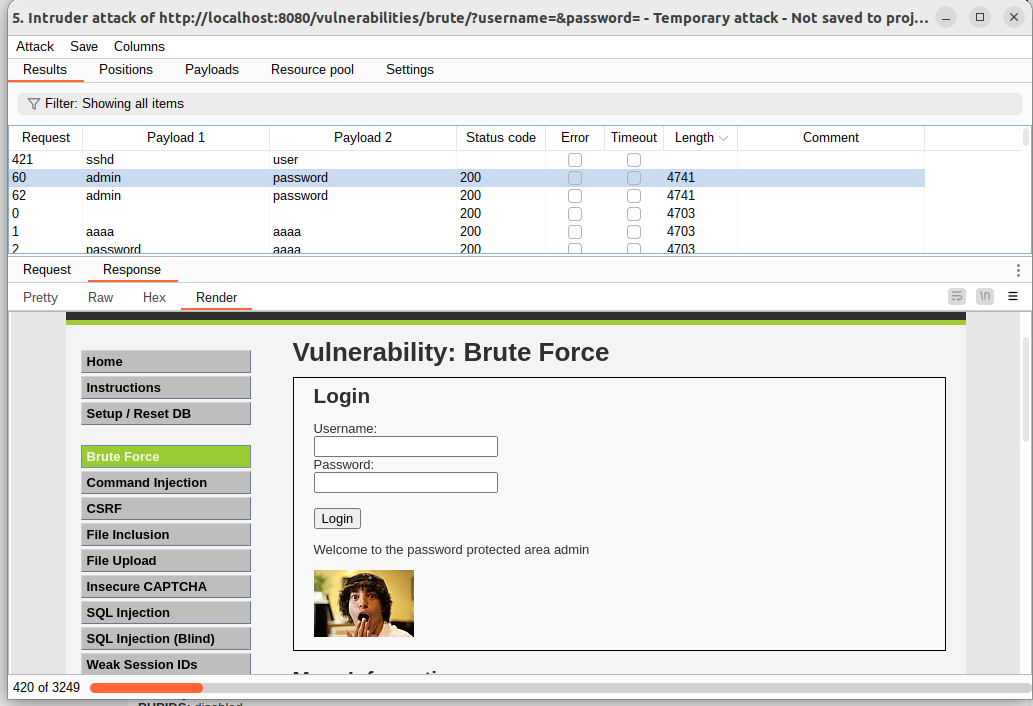 5. Intruder attack of http://localhost:8080/vulnerabilities/brute/?username=&password= - Temporary attack - Not saved to proj...
Attack Save Columns
Results Positions Payloads Resource pool Settings
Filter: Showing all items
Request Payload 1 Payload 2 Status code Error Timeout Length Comment
421 sshd user
60 admin password 200 4741
62 admin password 200 4741
0 200 4703
1 aaaa aaaa 200 4703
2 password aaaa 200 4703
Request Response
Pretty Raw Hex Render \n
Vulnerability: Brute Force
Home
Instructions
Setup / Reset DB
Brute Force
Command Injection
CSRF
File Inclusion
File Upload
Insecure CAPTCHA
SQL Injection
SQL Injection (Blind)
Weak Session IDs
Login
Username:
Password:
Login
Welcome to the password protected area admin
More Information
420 of 3249
PHPIDS: disabled